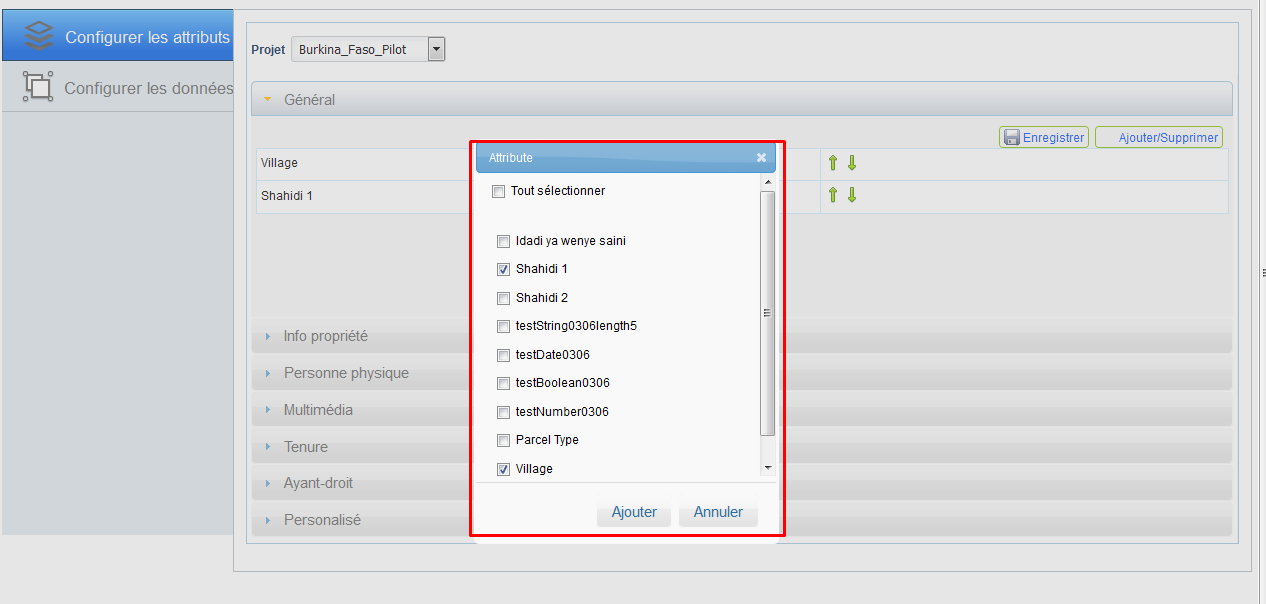 Configurer les attributs
Configurer les données
Projet Burkina_Faso_Pilot
Général
Enregistrer Ajouter/Supprimer
Village
Shahidi 1
Info propriété
Personne physique
Multimédia
Tenure
Ayant-droit
Personalisé
Attribute
Tout sélectionner
Idadi ya wenye saini
Shahidi 1
Shahidi 2
testString0306length5
testDate0306
testBoolean0306
testNumber0306
Parcel Type
Village
Ajouter Annuler